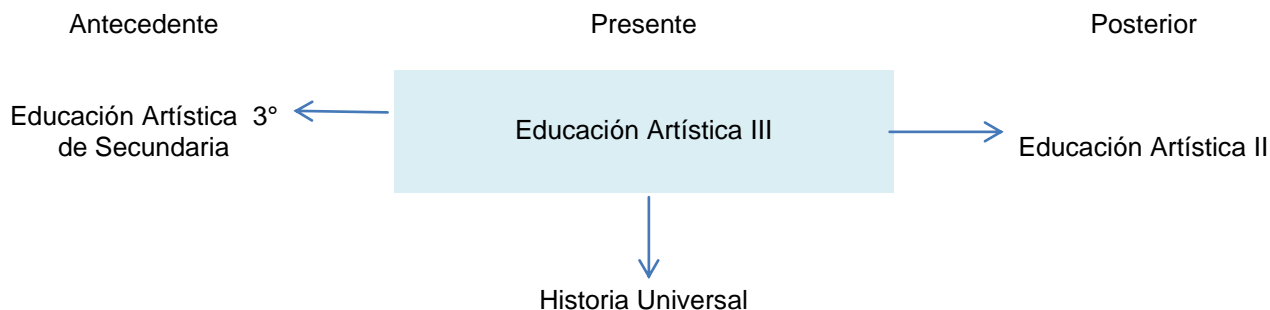 Antecedente
Presente
Posterior
Educación Artística 3°
de Secundaria
Educación Artística III
Educación Artística II
Historia Universal